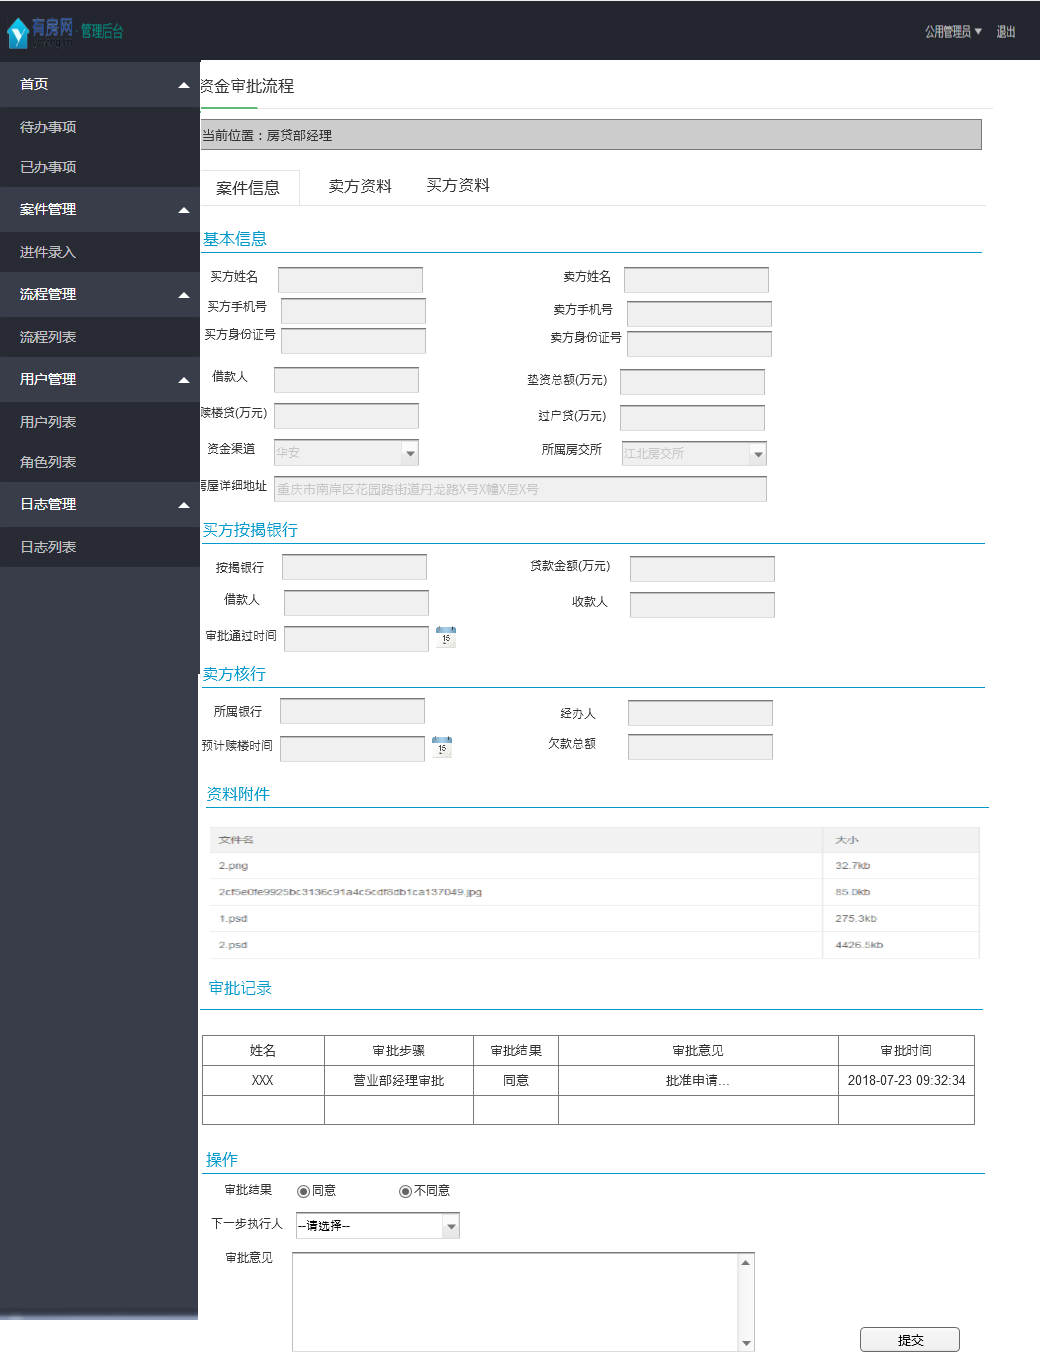 有房网 · 管理后台
公用管理员 ▼ 退出
首页
待办事项
已办事项
案件管理
进件录入
流程管理
流程列表
用户管理
用户列表
角色列表
日志管理
日志列表
资金审批流程
当前位置：房贷部经理
案件信息 卖方资料 买方资料
基本信息
买方姓名 卖方姓名
买方手机号 卖方手机号
买方身份证号 卖方身份证号
借款人 垫资总额(万元)
赎楼贷(万元) 过户贷(万元)
资金渠道 华安 所属房交所 江北房交所
房屋详细地址 重庆市南岸区花园路街道丹龙路X号X幢X层X号
买方按揭银行
按揭银行 贷款金额(万元)
借款人 收款人
审批通过时间 15
卖方核行
所属银行 经办人
预计赎楼时间 15 欠款总额
资料附件
文件名 大小
2.png 32.7kb
2cf5e0fe9925bc3136c91a4c5cdf8db1ca137049.jpg 85.0kb
1.psd 275.3kb
2.psd 4426.5kb
审批记录
姓名 审批步骤 审批结果 审批意见 审批时间
XXX 营业部经理审批 同意 批准申请... 2018-07-23 09:32:34
操作
审批结果 同意 不同意
下一步执行人 --请选择--
审批意见
提交